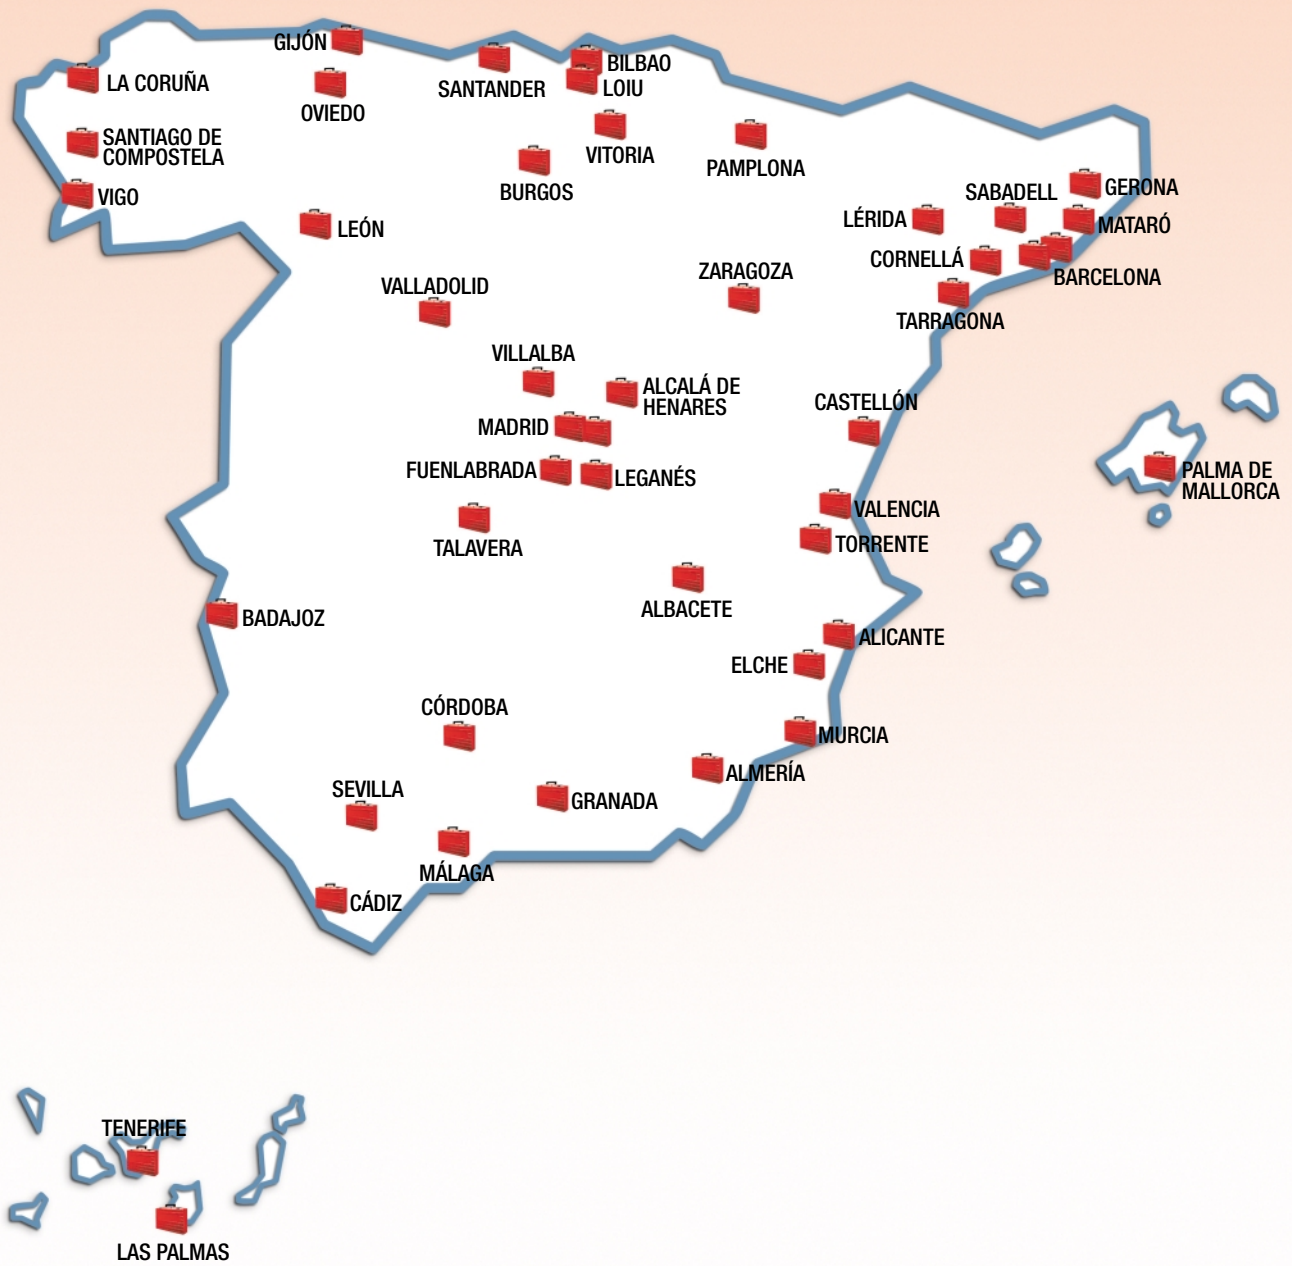 GIJÓN
BILBAO
LA CORUÑA
SANTANDER
LOIU
OVIEDO
SANTIAGO DE
COMPOSTELA
VITORIA
PAMPLONA
VIGO
BURGOS
SABADELL
GERONA
LÉRIDA
MATARÓ
LEÓN
CORNELLÁ
BARCELONA
ZARAGOZA
VALLADOLID
TARRAGONA
VILLALBA
ALCALÁ DE
HENARES
CASTELLÓN
MADRID
FUENLABRADA
LEGANÉS
PALMA DE
MALLORCA
VALENCIA
TALAVERA
TORRENTE
ALBACETE
BADAJOZ
ALICANTE
ELCHE
CÓRDOBA
MURCIA
ALMERÍA
SEVILLA
GRANADA
MÁLAGA
CÁDIZ
TENERIFE
LAS PALMAS